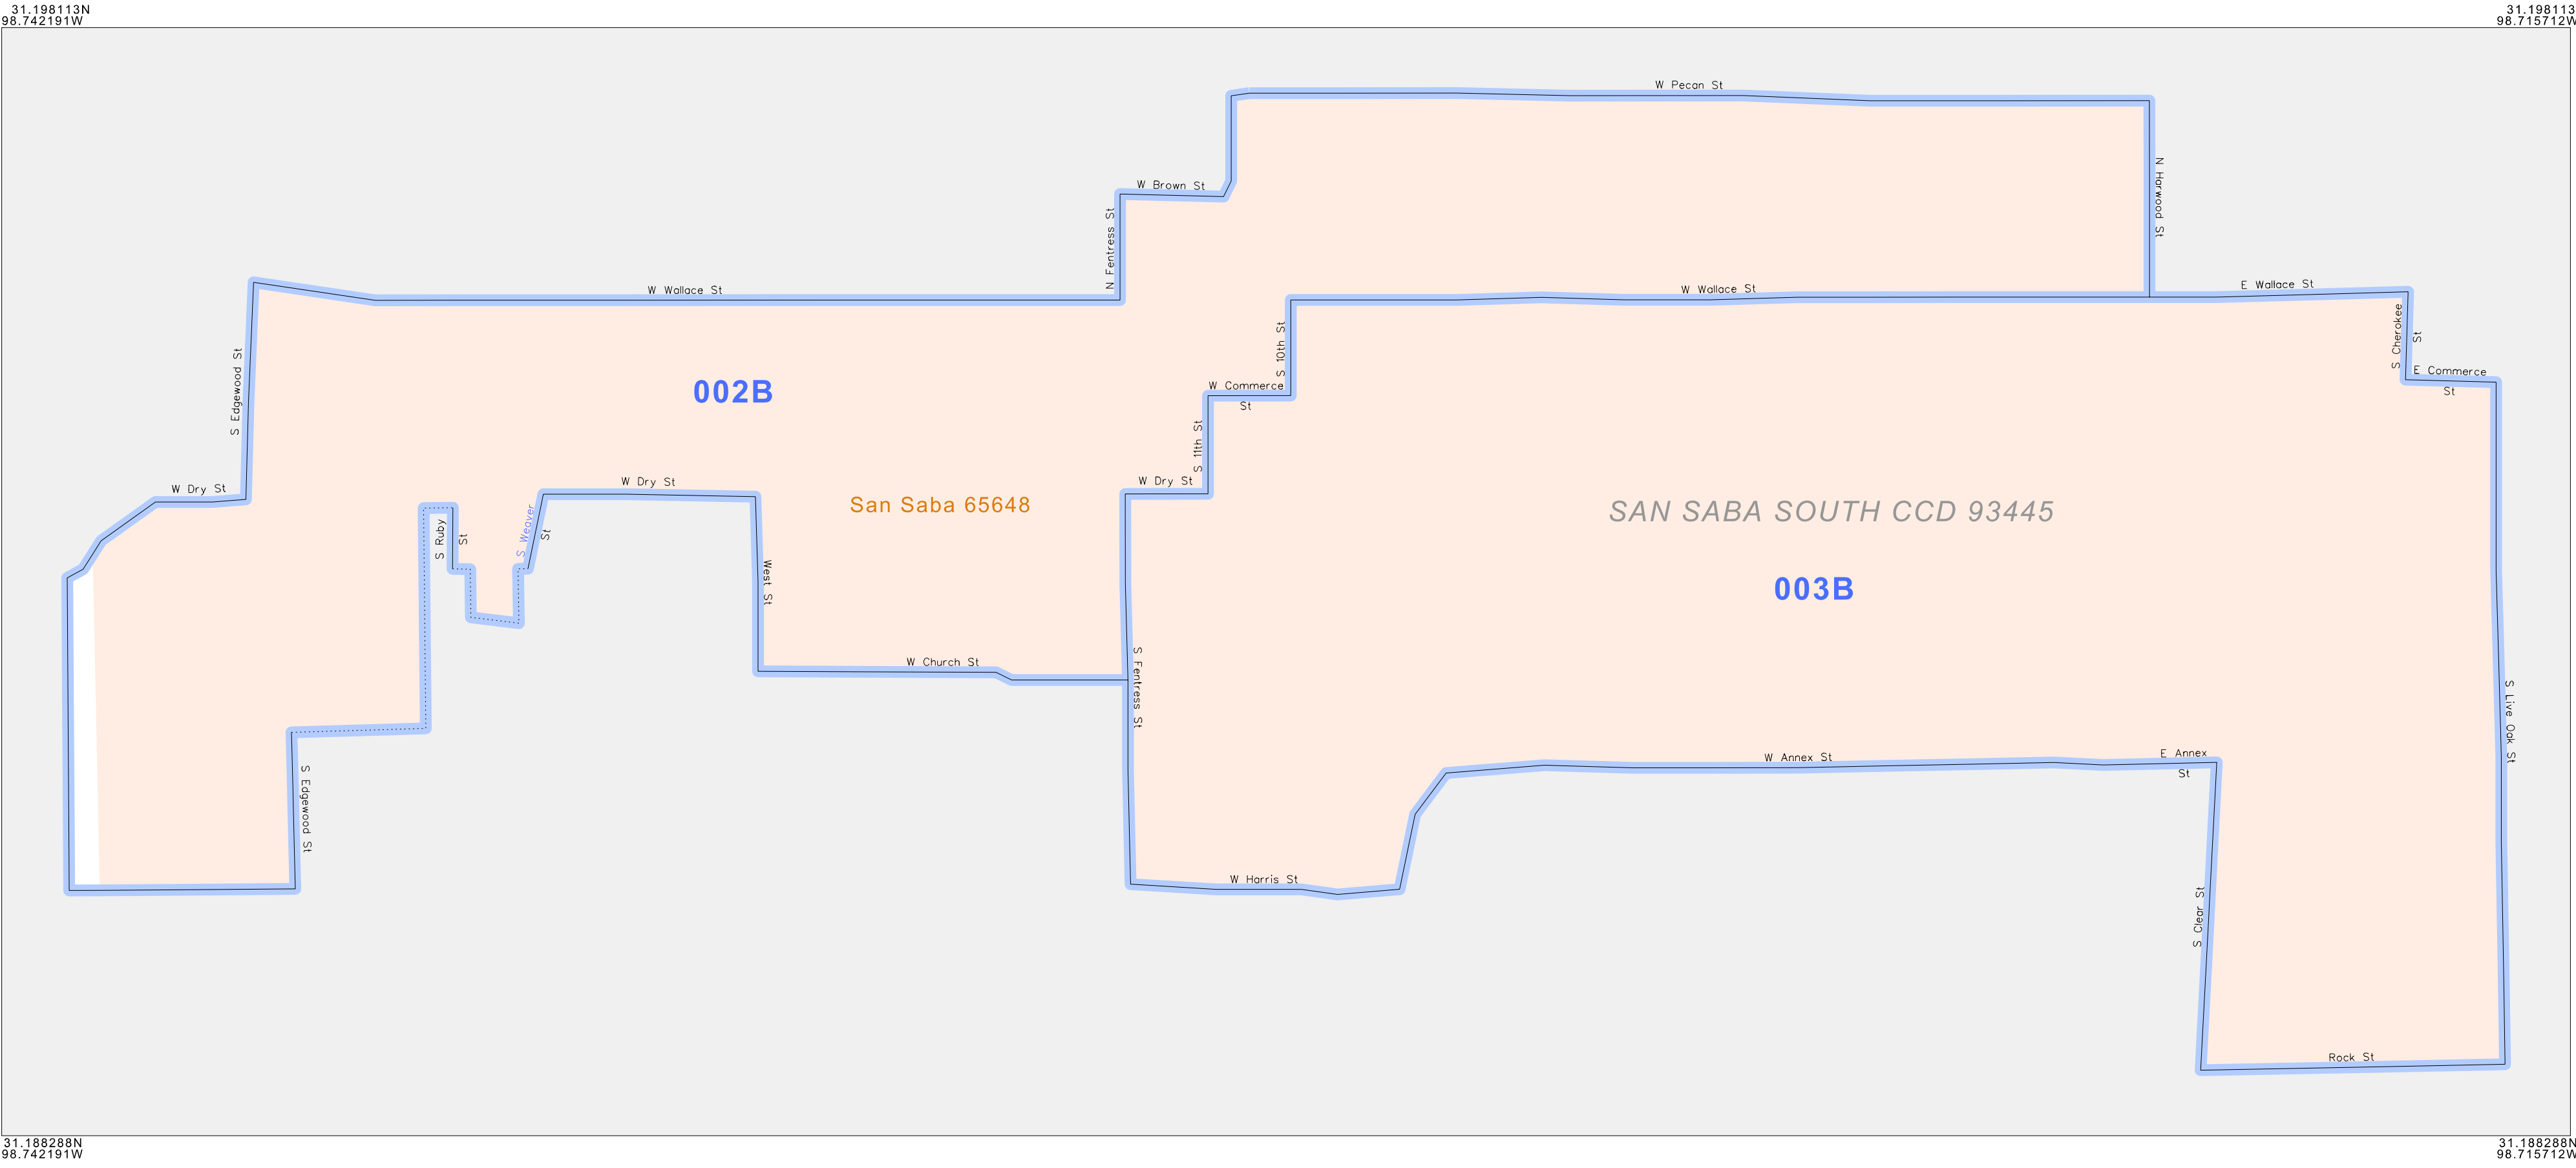 31.198113N
98.742191W
31.198113
98.715712W
W Pecan St
W Brown St
N Fentress St
N Harwood St
W Wallace St
W Wallace St
E Wallace St
S Cherokee
St
S 10th St
S Edgewood St
002B
W Commerce
St
E Commerce
St
S 11th St
W Dry St
W Dry St
W Dry St
San Saba 65648
SAN SABA SOUTH CCD 93445
S Ruby
St
S Weaver
St
West St
003B
W Church St
S Fentress St
S Live Oak St
W Annex St
E Annex
St
S Edgewood St
W Harris St
S Clear St
Rock St
31.188288N
98.742191W
31.188288N
98.715712W